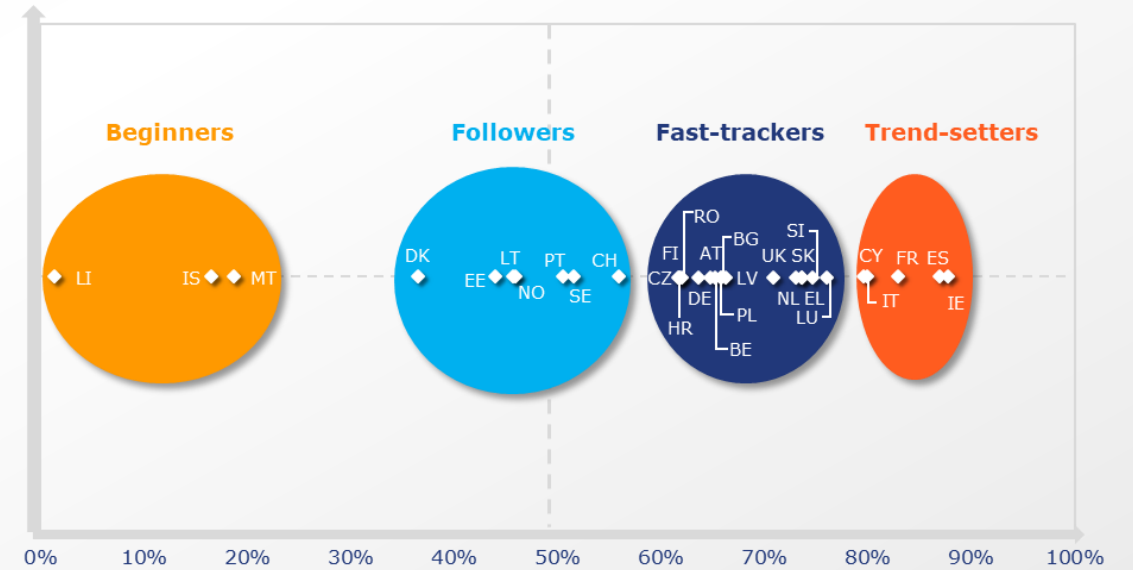 Beginners
Followers
Fast-trackers
Trend-setters
LI
IS
MT
DK
EE
LT
NO
PT
SE
CH
RO
FI
CZ
HR
AT
DE
BG
LV
PL
BE
UK
SK
SI
NL
EL
LU
CY
IT
FR
ES
IE
0%
10%
20%
30%
40%
50%
60%
70%
80%
90%
100%